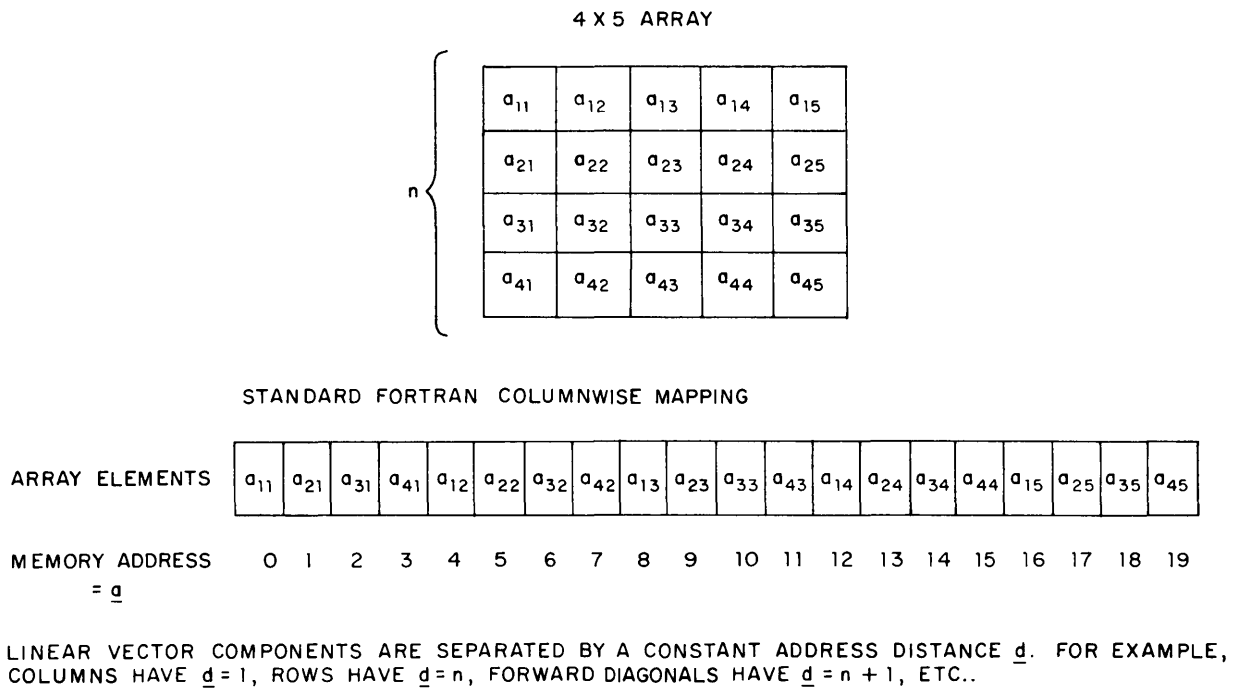 4 X 5 ARRAY
n
a11 a12 a13 a14 a15
a21 a22 a23 a24 a25
a31 a32 a33 a34 a35
a41 a42 a43 a44 a45
STANDARD FORTRAN COLUMNWISE MAPPING
ARRAY ELEMENTS a11 a21 a31 a41 a12 a22 a32 a42 a13 a23 a33 a43 a14 a24 a34 a44 a15 a25 a35 a45
MEMORY ADDRESS 0 1 2 3 4 5 6 7 8 9 10 11 12 13 14 15 16 17 18 19
= a
LINEAR VECTOR COMPONENTS ARE SEPARATED BY A CONSTANT ADDRESS DISTANCE d. FOR EXAMPLE,
COLUMNS HAVE d = 1, ROWS HAVE d = n, FORWARD DIAGONALS HAVE d = n + 1, ETC..